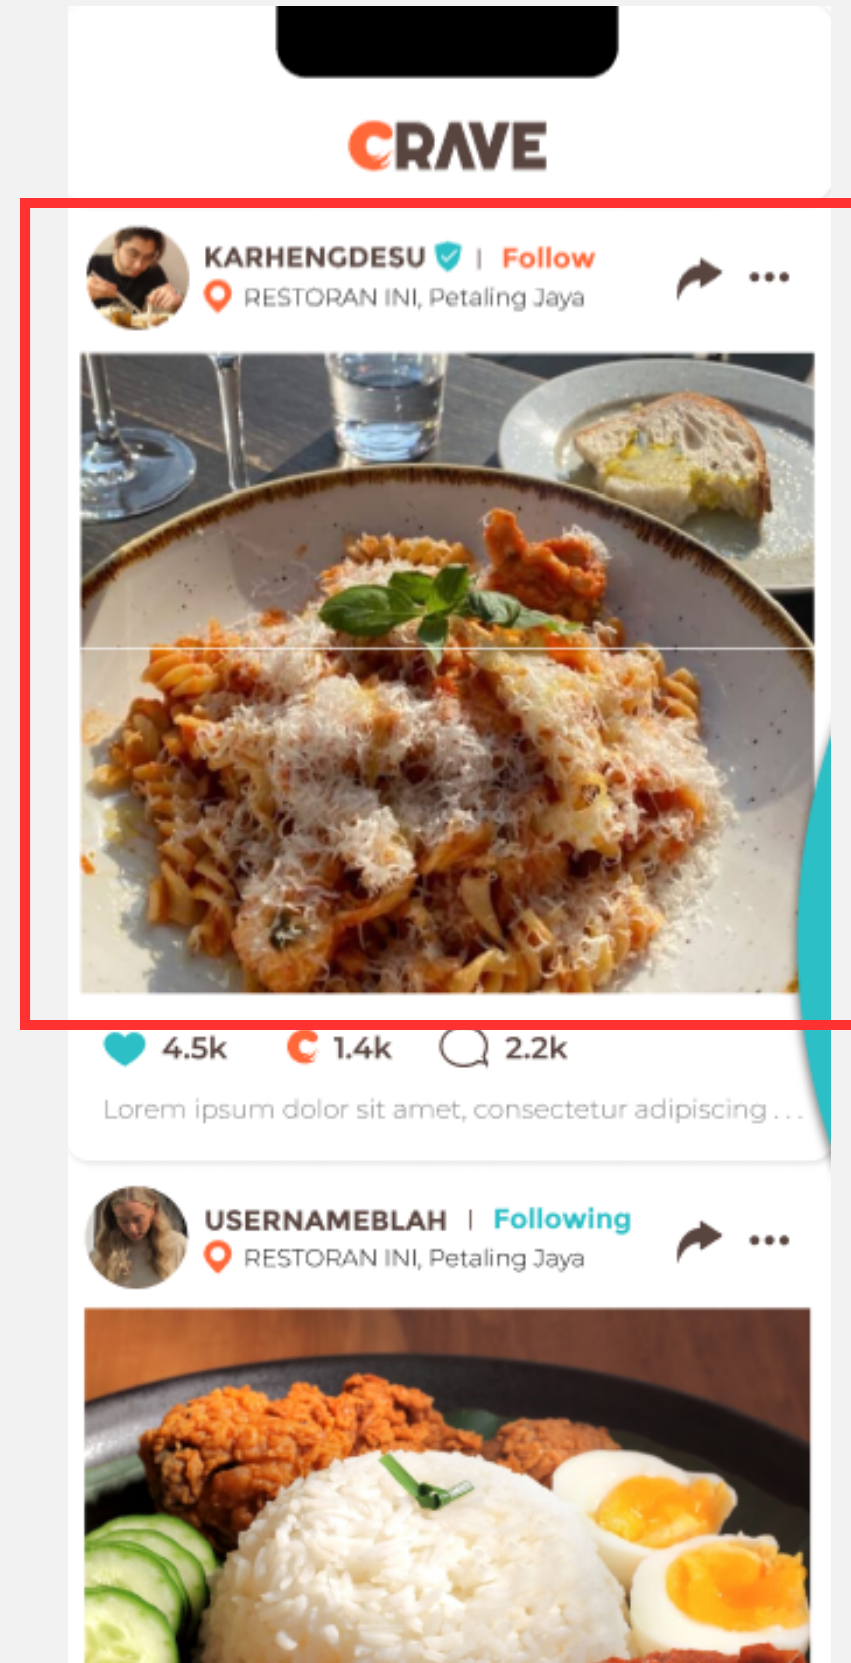 CRAVE
KARHENGDESU | Follow
RESTORAN INI, Petaling Jaya
4.5k 1.4k 2.2k
Lorem ipsum dolor sit amet, consectetur adipiscing ...
USERNAMEBLAH | Following
RESTORAN INI, Petaling Jaya